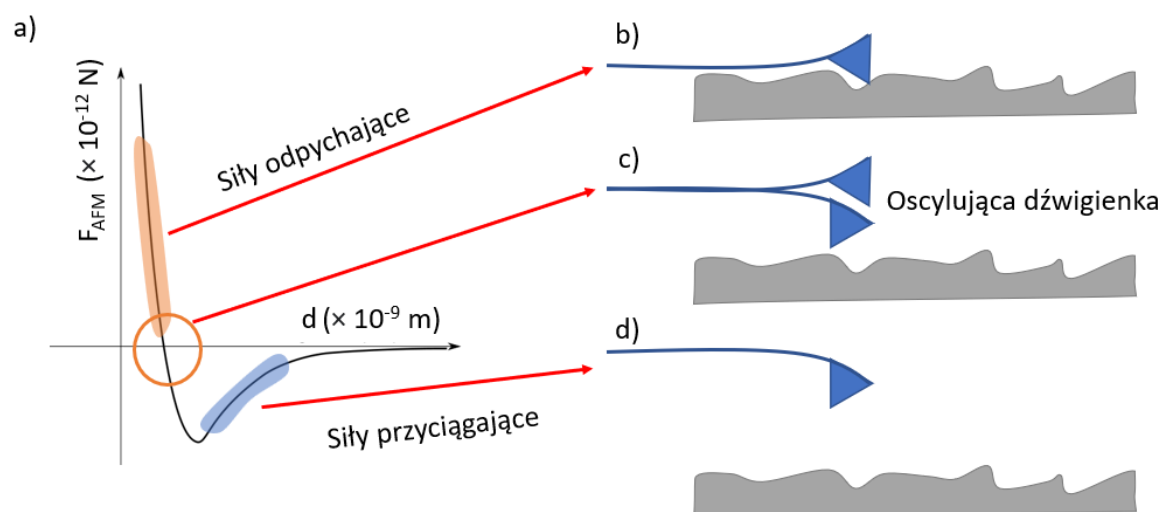 a)
F_AFM (× 10⁻¹² N)
d (× 10⁻⁹ m)
Siły odpychające
Siły przyciągające
b)
c)
Oscylująca dźwigienka
d)